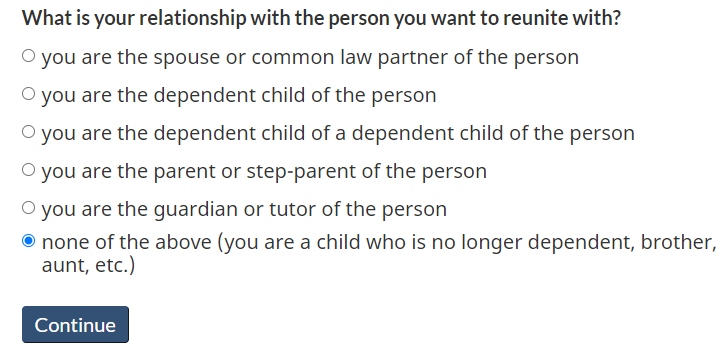 What is your relationship with the person you want to reunite with?
you are the spouse or common law partner of the person
you are the dependent child of the person
you are the dependent child of a dependent child of the person
you are the parent or step-parent of the person
you are the guardian or tutor of the person
none of the above (you are a child who is no longer dependent, brother,
aunt, etc.)
Continue